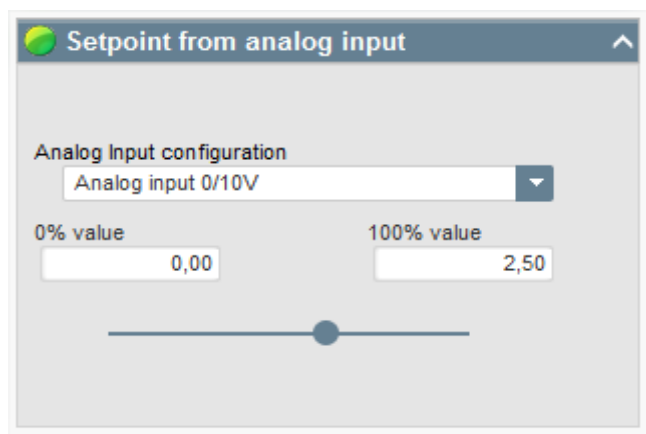 Setpoint from analog input
Analog Input configuration
Analog input 0/10V
0% value 100% value
0,00 2,50